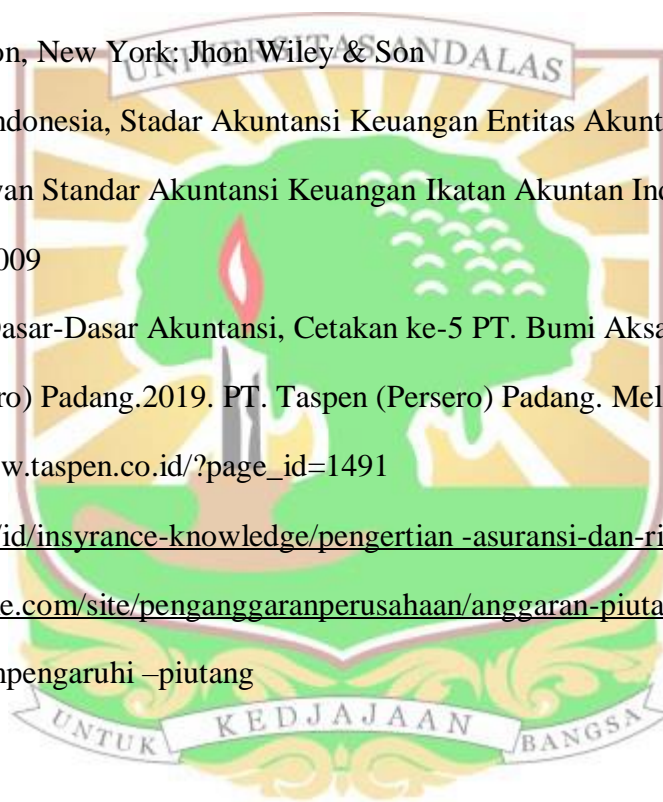 UNIVERSITAS ANDALAS
on, New York: Jhon Wiley & Son
ndonesia, Stadar Akuntansi Keuangan Entitas Akunt
van Standar Akuntansi Keuangan Ikatan Akuntan Ind
009
Dasar-Dasar Akuntansi, Cetakan ke-5 PT. Bumi Aksa
ro) Padang.2019. PT. Taspen (Persero) Padang. Mel
w.taspen.co.id/?page_id=1491
/id/insyrance-knowledge/pengertian -asuransi-dan-ri
e.com/site/penganggaranperusahaan/anggaran-piuta
npengaruhi –piutang
UNTUK KEDJAJAAN BANGSA